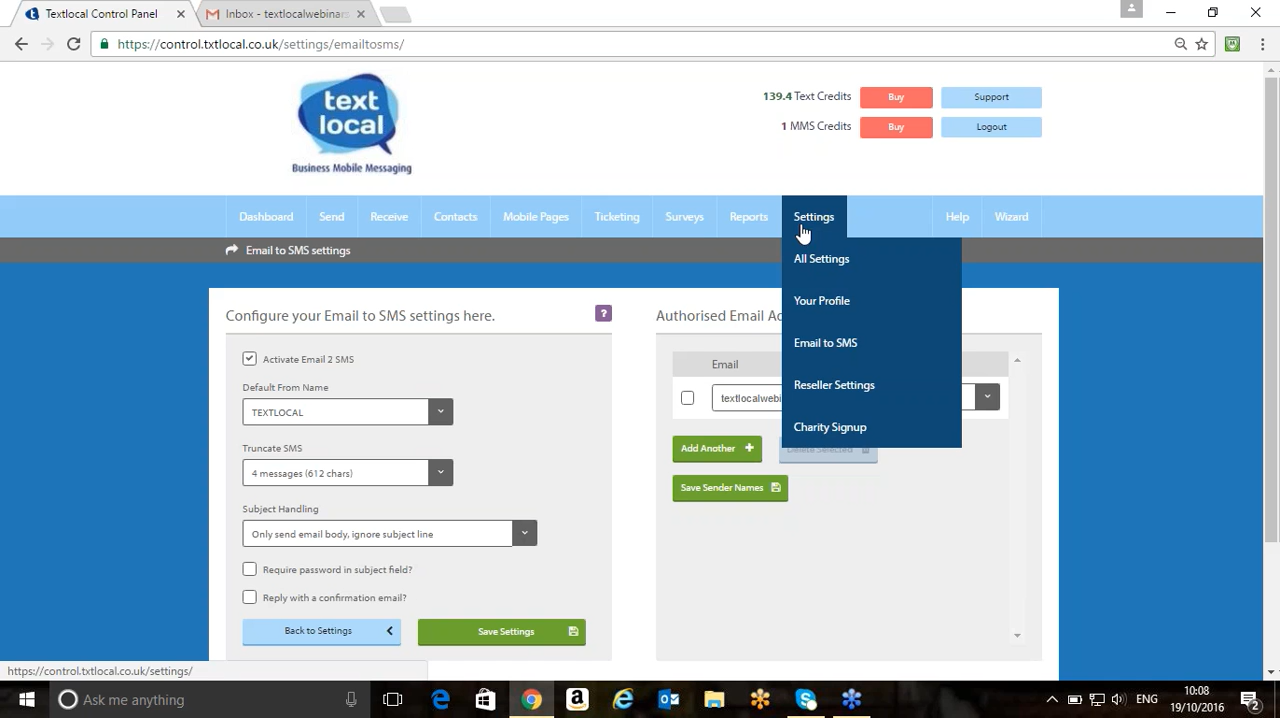 Textlocal Control Panel
Inbox - textlocalwebinars
https://control.txtlocal.co.uk/settings/emailtosms/
text
local
Business Mobile Messaging
139.4 Text Credits
Buy
Support
1 MMS Credits
Buy
Logout
Dashboard
Send
Receive
Contacts
Mobile Pages
Ticketing
Surveys
Reports
Settings
Help
Wizard
Email to SMS settings
All Settings
Your Profile
Email to SMS
Reseller Settings
Charity Signup
Configure your Email to SMS settings here.
?
Activate Email 2 SMS
Default From Name
TEXTLOCAL
Truncate SMS
4 messages (612 chars)
Subject Handling
Only send email body, ignore subject line
Require password in subject field?
Reply with a confirmation email?
Back to Settings
Save Settings
Authorised Email Ad
Email
textlocalwebi
Add Another
Delete Selected
Save Sender Names
https://control.txtlocal.co.uk/settings/
Ask me anything
ENG
10:08
19/10/2016
2